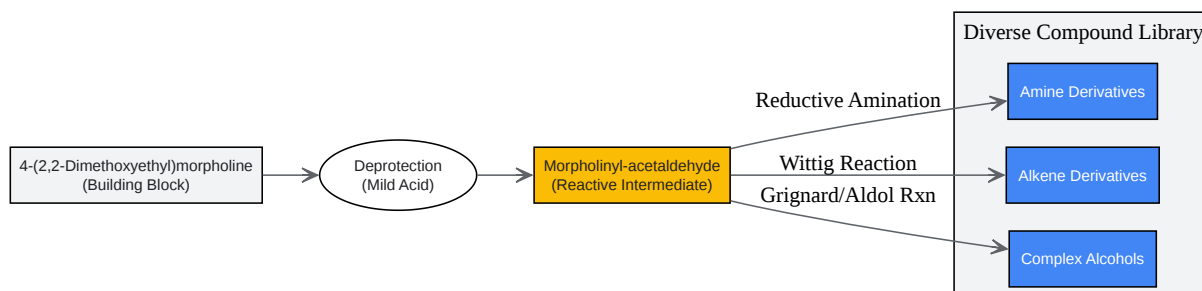 Diverse Compound Library
Amine Derivatives
Reductive Amination
4-(2,2-Dimethoxyethyl)morpholine
(Building Block)
Deprotection
(Mild Acid)
Morpholinyl-acetaldehyde
(Reactive Intermediate)
Wittig Reaction
Alkene Derivatives
Grignard/Aldol Rxn
Complex Alcohols